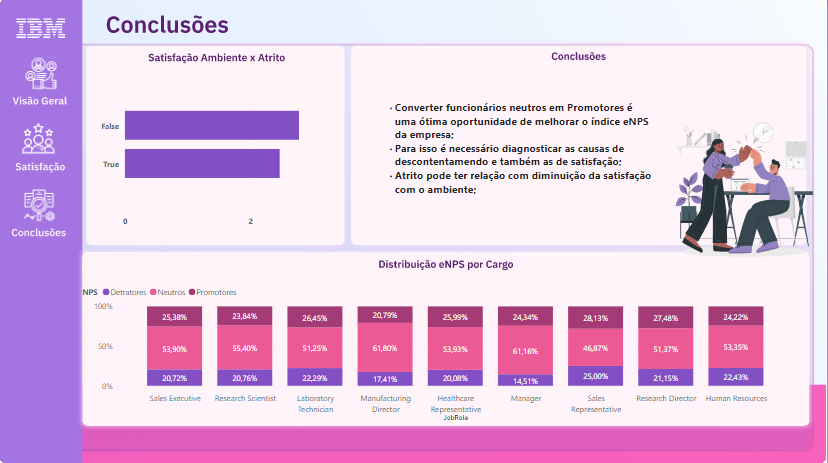 IBM
Conclusões
Visão Geral
Satisfação
Conclusões
Satisfação Ambiente x Atrito
False
True
0
2
Conclusões
· Converter funcionários neutros em Promotores é
uma ótima oportunidade de melhorar o índice eNPS
da empresa;
· Para isso é necessário diagnosticar as causas de
descontentamendo e também as de satisfação;
· Atrito pode ter relação com diminuição da satisfação
com o ambiente;
Distribuição eNPS por Cargo
NPS Detratores Neutros Promotores
100%
50%
0%
25,38% 23,84% 26,45% 20,79% 25,99% 24,34% 28,13% 27,48% 24,22%
53,90% 55,40% 51,25% 61,80% 53,93% 61,16% 46,87% 51,37% 53,35%
20,72% 20,76% 22,29% 17,41% 20,08% 14,51% 25,00% 21,15% 22,43%
Sales Executive Research Scientist Laboratory Manufacturing Healthcare Manager Sales Research Director Human Resources
Technician Director Representative Representative
JobRole